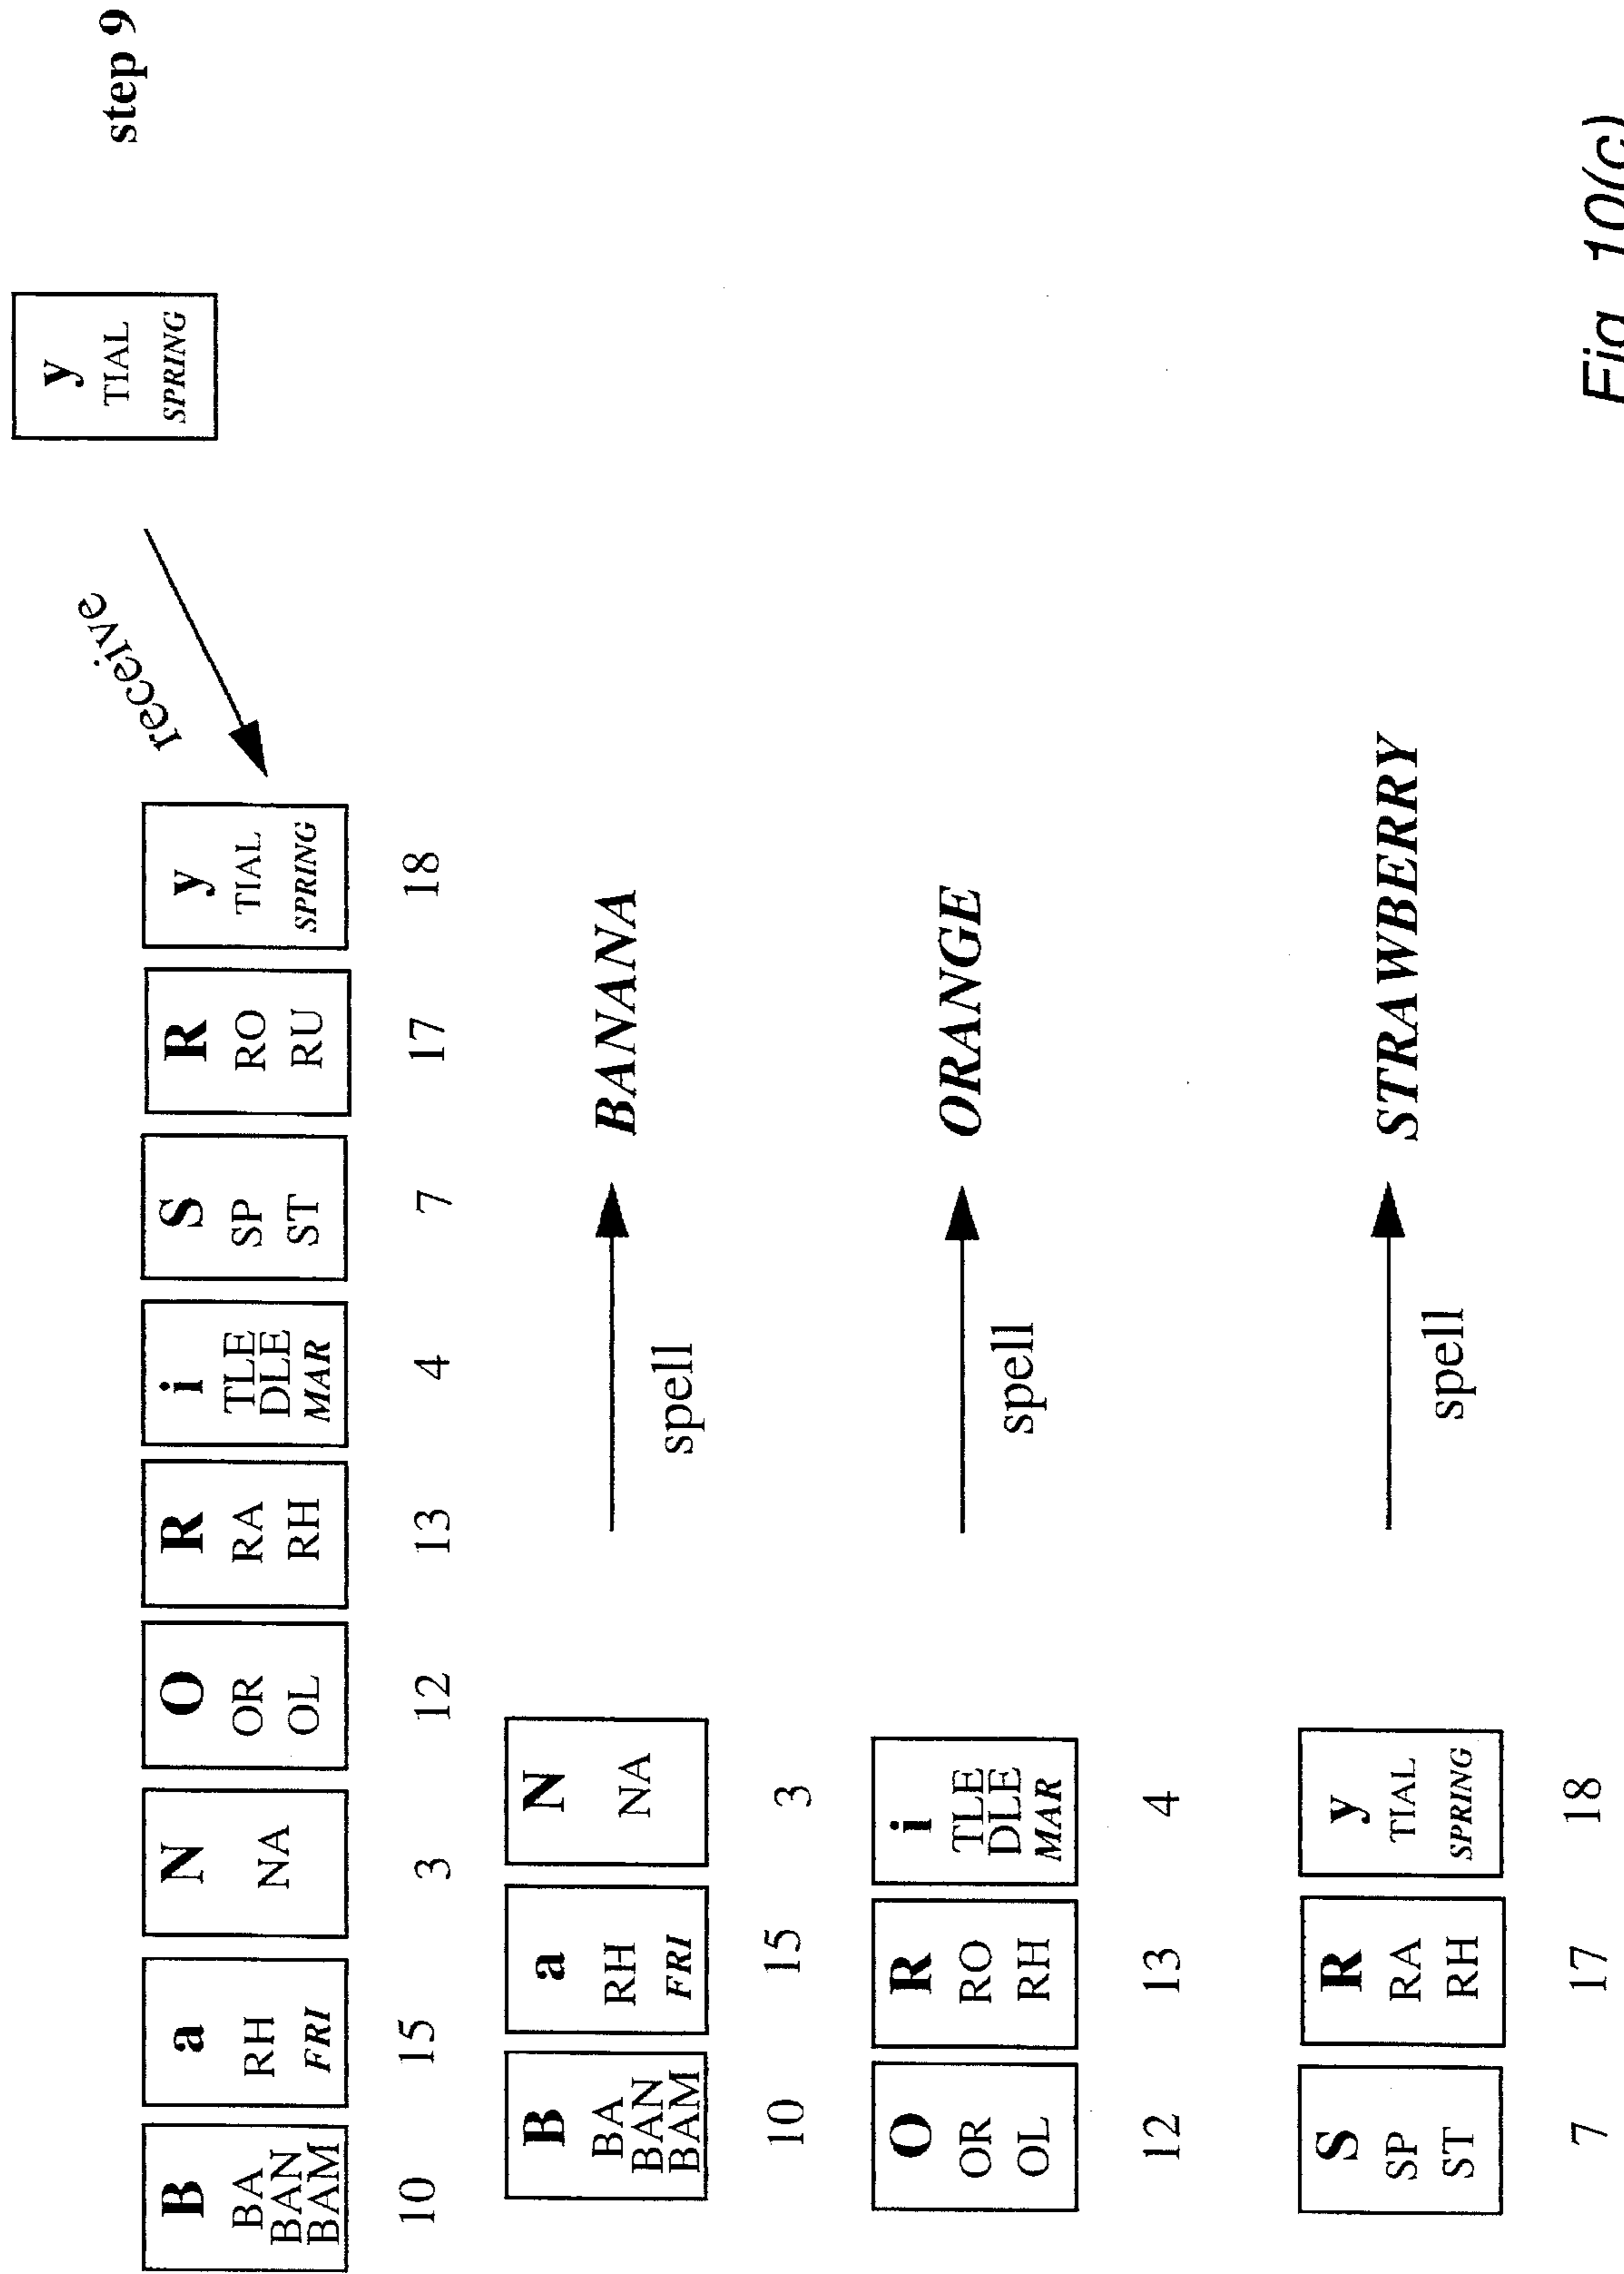 step 9
y
TIAL
SPRING
receive
B
BA
BAN
BAM
10
a
RH
FRI
15
N
NA
3
O
OR
OL
12
R
RA
RH
13
i
TLE
DLE
MAR
4
S
SP
ST
7
R
RO
RU
17
y
TIAL
SPRING
18
B
BA
BAN
BAM
10
a
RH
FRI
15
N
NA
3
spell
BANANA
O
OR
OL
12
R
RO
RH
13
i
TLE
DLE
MAR
4
spell
ORANGE
S
SP
ST
7
R
RA
RH
17
y
TIAL
SPRING
18
spell
STRAWBERRY
Fig. 10(c)